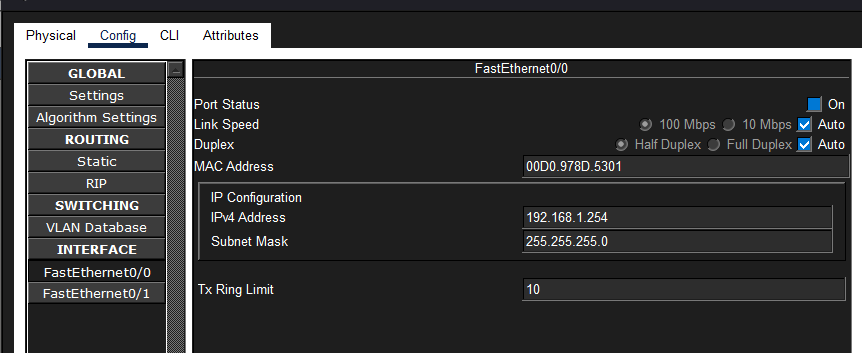 Physical Config CLI Attributes
GLOBAL
Settings
Algorithm Settings
ROUTING
Static
RIP
SWITCHING
VLAN Database
INTERFACE
FastEthernet0/0
FastEthernet0/1
FastEthernet0/0
Port Status On
Link Speed 100 Mbps 10 Mbps Auto
Duplex Half Duplex Full Duplex Auto
MAC Address 00D0.978D.5301
IP Configuration
IPv4 Address 192.168.1.254
Subnet Mask 255.255.255.0
Tx Ring Limit 10